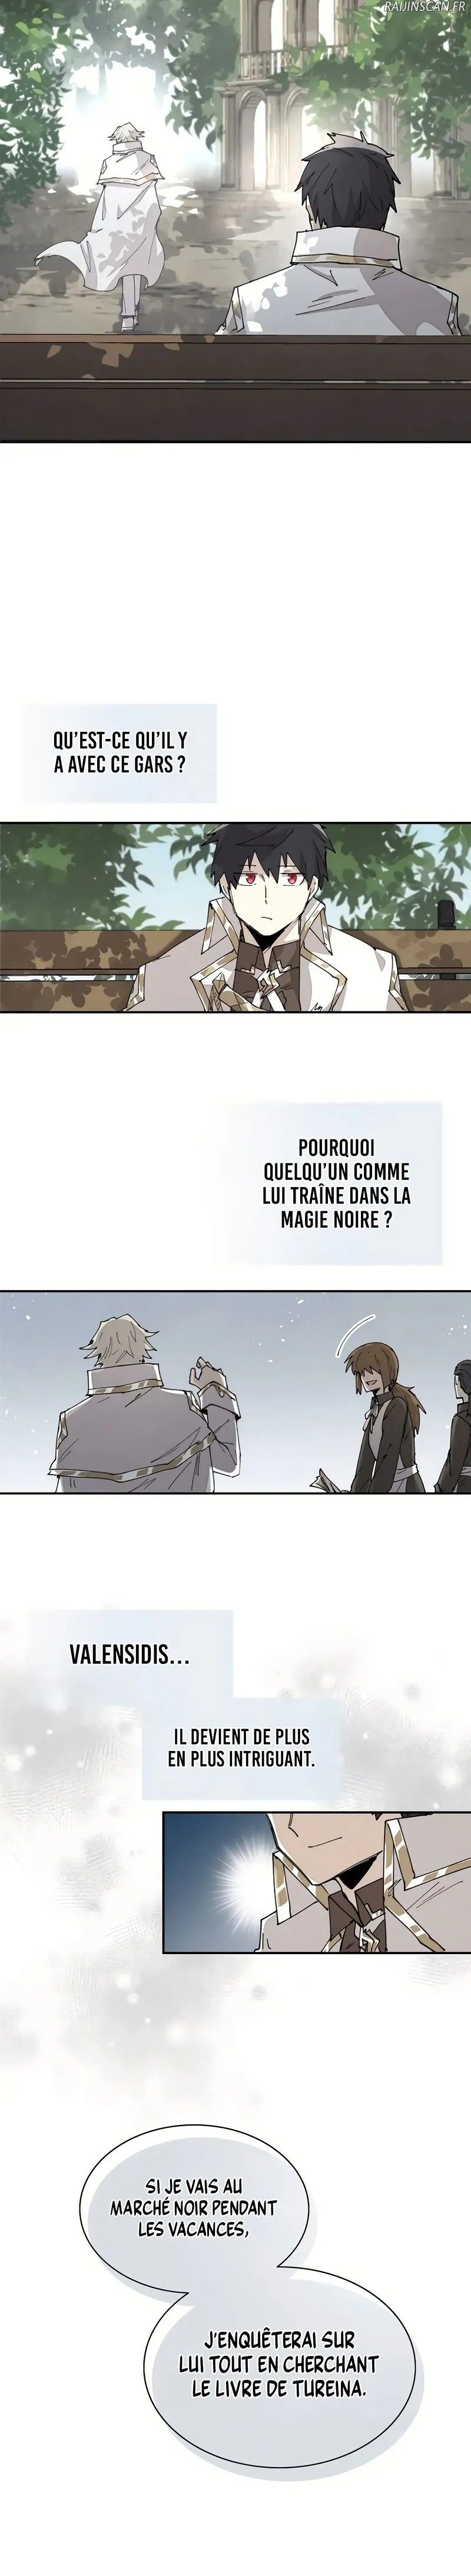 RAIJINSCAN.FR
QU'EST-CE QU'IL Y
A AVEC CE GARS ?
POURQUOI
QUELQU'UN COMME
LUI TRAÎNE DANS LA
MAGIE NOIRE ?
VALENSIDIS...
IL DEVIENT DE PLUS
EN PLUS INTRIGUANT.
SI JE VAIS AU
MARCHÉ NOIR PENDANT
LES VACANCES,
J'ENQUÊTERAI SUR
LUI TOUT EN CHERCHANT
LE LIVRE DE TUREINA.